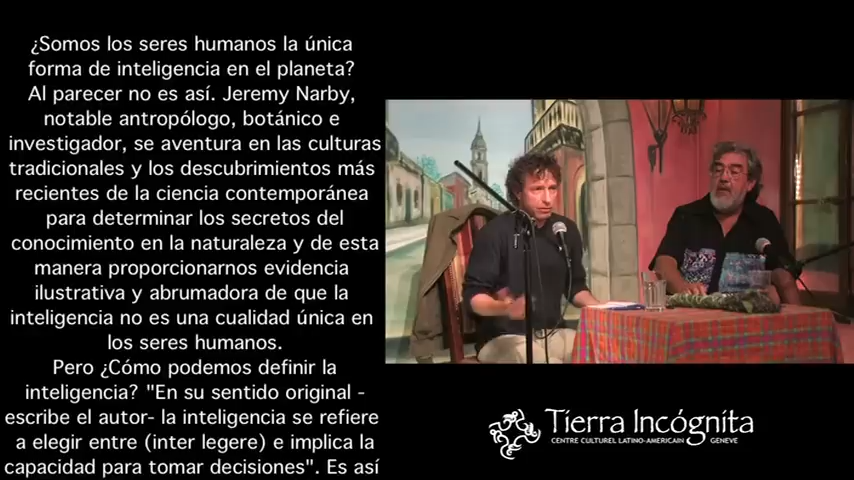 ¿Somos los seres humanos la única
forma de inteligencia en el planeta?
Al parecer no es así. Jeremy Narby,
notable antropólogo, botánico e
investigador, se aventura en las culturas
tradicionales y los descubrimientos más
recientes de la ciencia contemporánea
para determinar los secretos del
conocimiento en la naturaleza y de esta
manera proporcionarnos evidencia
ilustrativa y abrumadora de que la
inteligencia no es una cualidad única en
los seres humanos.
Pero ¿Cómo podemos definir la
inteligencia? "En su sentido original -
escribe el autor- la inteligencia se refiere
a elegir entre (inter legere) e implica la
capacidad para tomar decisiones". Es así
Tierra Incógnita
CENTRE CULTUREL LATINO-AMERICAIN GENEVE